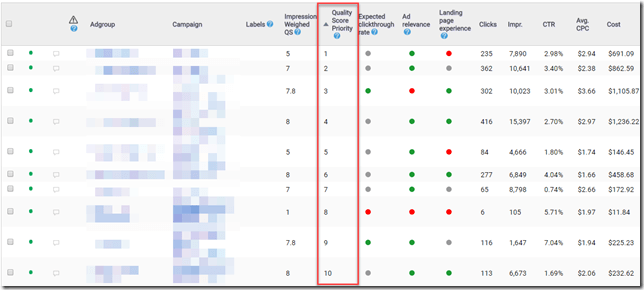 Adgroup Campaign Labels Impression Weighed QS Quality Score Priority Expected clickthrough rate Ad relevance Landing page experience Clicks Impr. CTR Avg. CPC Cost
5 1 235 7,890 2.98% $2.94 $691.09
7 2 362 10,641 3.40% $2.38 $862.59
7.8 3 302 10,023 3.01% $3.66 $1,105.87
8 4 416 15,397 2.70% $2.97 $1,236.22
5 5 84 4,666 1.80% $1.74 $146.45
8 6 277 6,849 4.04% $1.66 $458.68
7 7 65 8,798 0.74% $2.66 $172.92
1 8 6 105 5.71% $1.97 $11.84
7.8 9 116 1,647 7.04% $1.94 $225.23
8 10 113 6,673 1.69% $2.06 $232.62